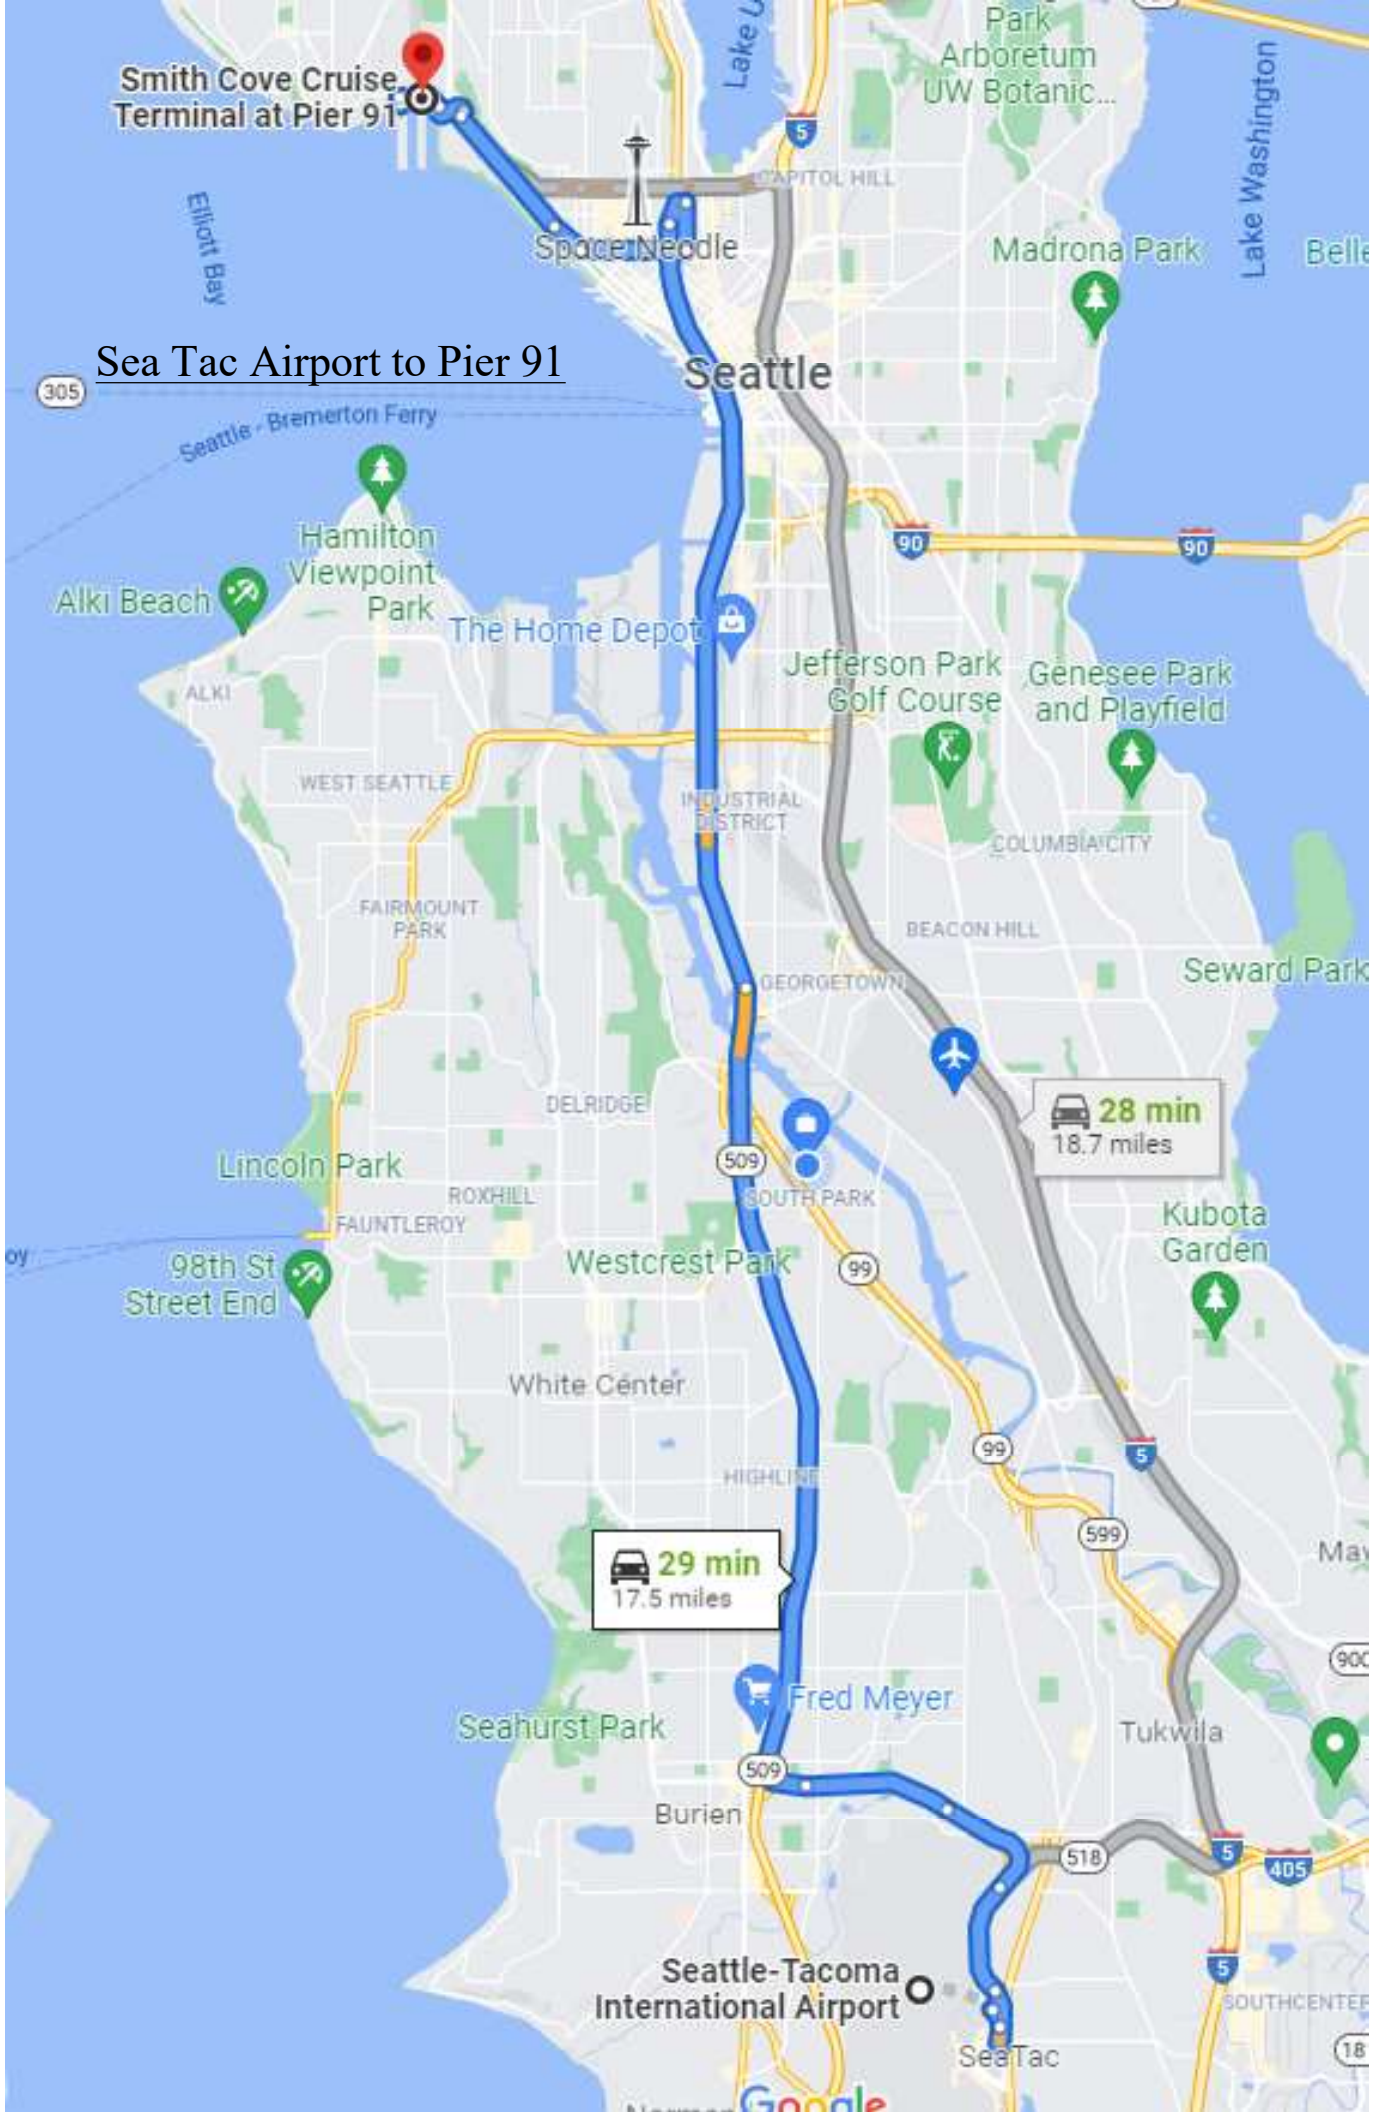 Park
Arboretum
UW Botanic...
Lake U
Lake Washington
Smith Cove Cruise
Terminal at Pier 91
5
CAPITOL HILL
Elliott Bay
Space Needle
Madrona Park
Belle
Sea Tac Airport to Pier 91
Seattle
305
Seattle - Bremerton Ferry
Hamilton
Viewpoint
Park
90
90
Alki Beach
The Home Depot
Jefferson Park
Golf Course
Genesee Park
and Playfield
ALKI
WEST SEATTLE
INDUSTRIAL
DISTRICT
COLUMBIA CITY
FAIRMOUNT
PARK
BEACON HILL
GEORGETOWN
Seward Park
DELRIDGE
28 min
18.7 miles
509
Lincoln Park
ROXHILL
SOUTH PARK
FAUNTLEROY
Kubota
Garden
oy
98th St
Street End
Westcrest Park
99
White Center
99
5
HIGHLINE
599
29 min
17.5 miles
May
900
Fred Meyer
Seahurst Park
Tukwila
509
Burien
518
5
405
Seattle-Tacoma
International Airport
5
SOUTHCENTER
SeaTac
18
Google